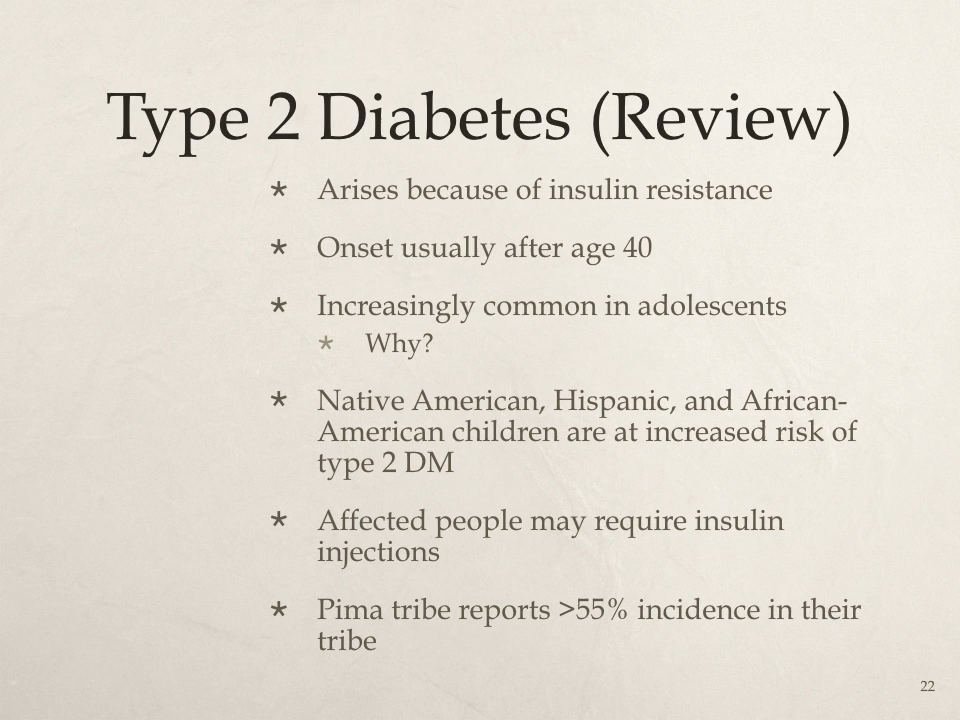 Type 2 Diabetes (Review)
* Arises because of insulin resistance
* Onset usually after age 40
* Increasingly common in adolescents
* Why?
* Native American, Hispanic, and African-
American children are at increased risk of
type 2 DM
* Affected people may require insulin
injections
* Pima tribe reports >55% incidence in their
tribe
22